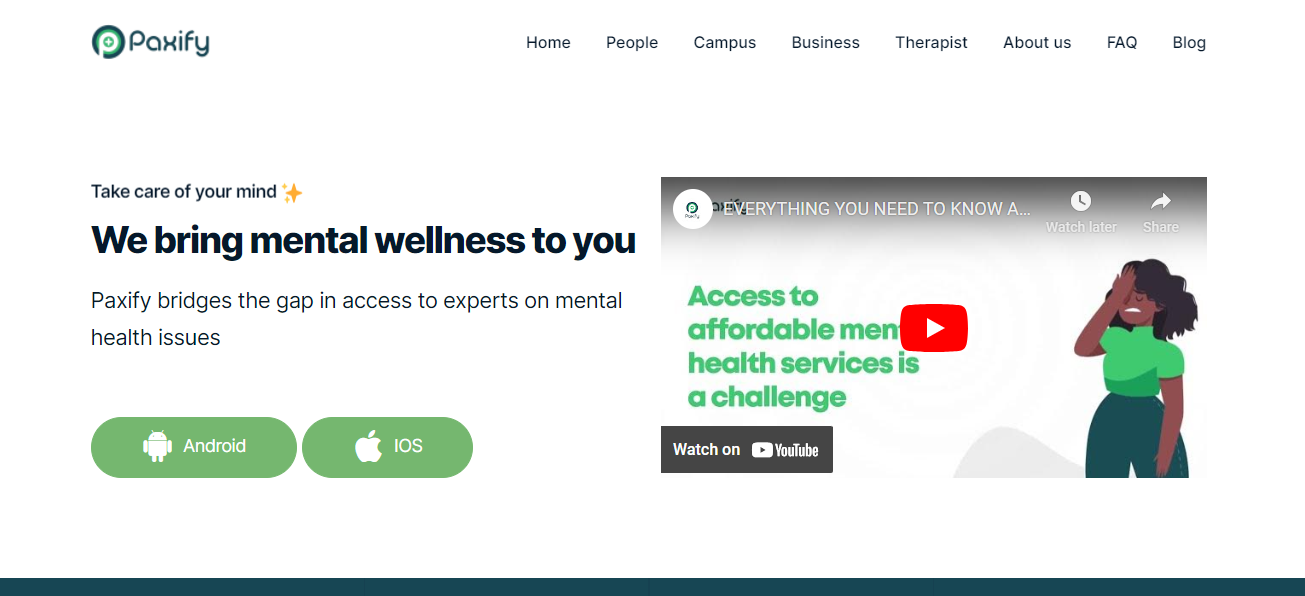 Paxify
Home People Campus Business Therapist About us FAQ Blog
Take care of your mind ✨
We bring mental wellness to you
Paxify bridges the gap in access to experts on mental
health issues
Android IOS
Paxify
EVERYTHING YOU NEED TO KNOW A...
Watch later Share
Access to
affordable men
health services is
a challenge
Watch on YouTube